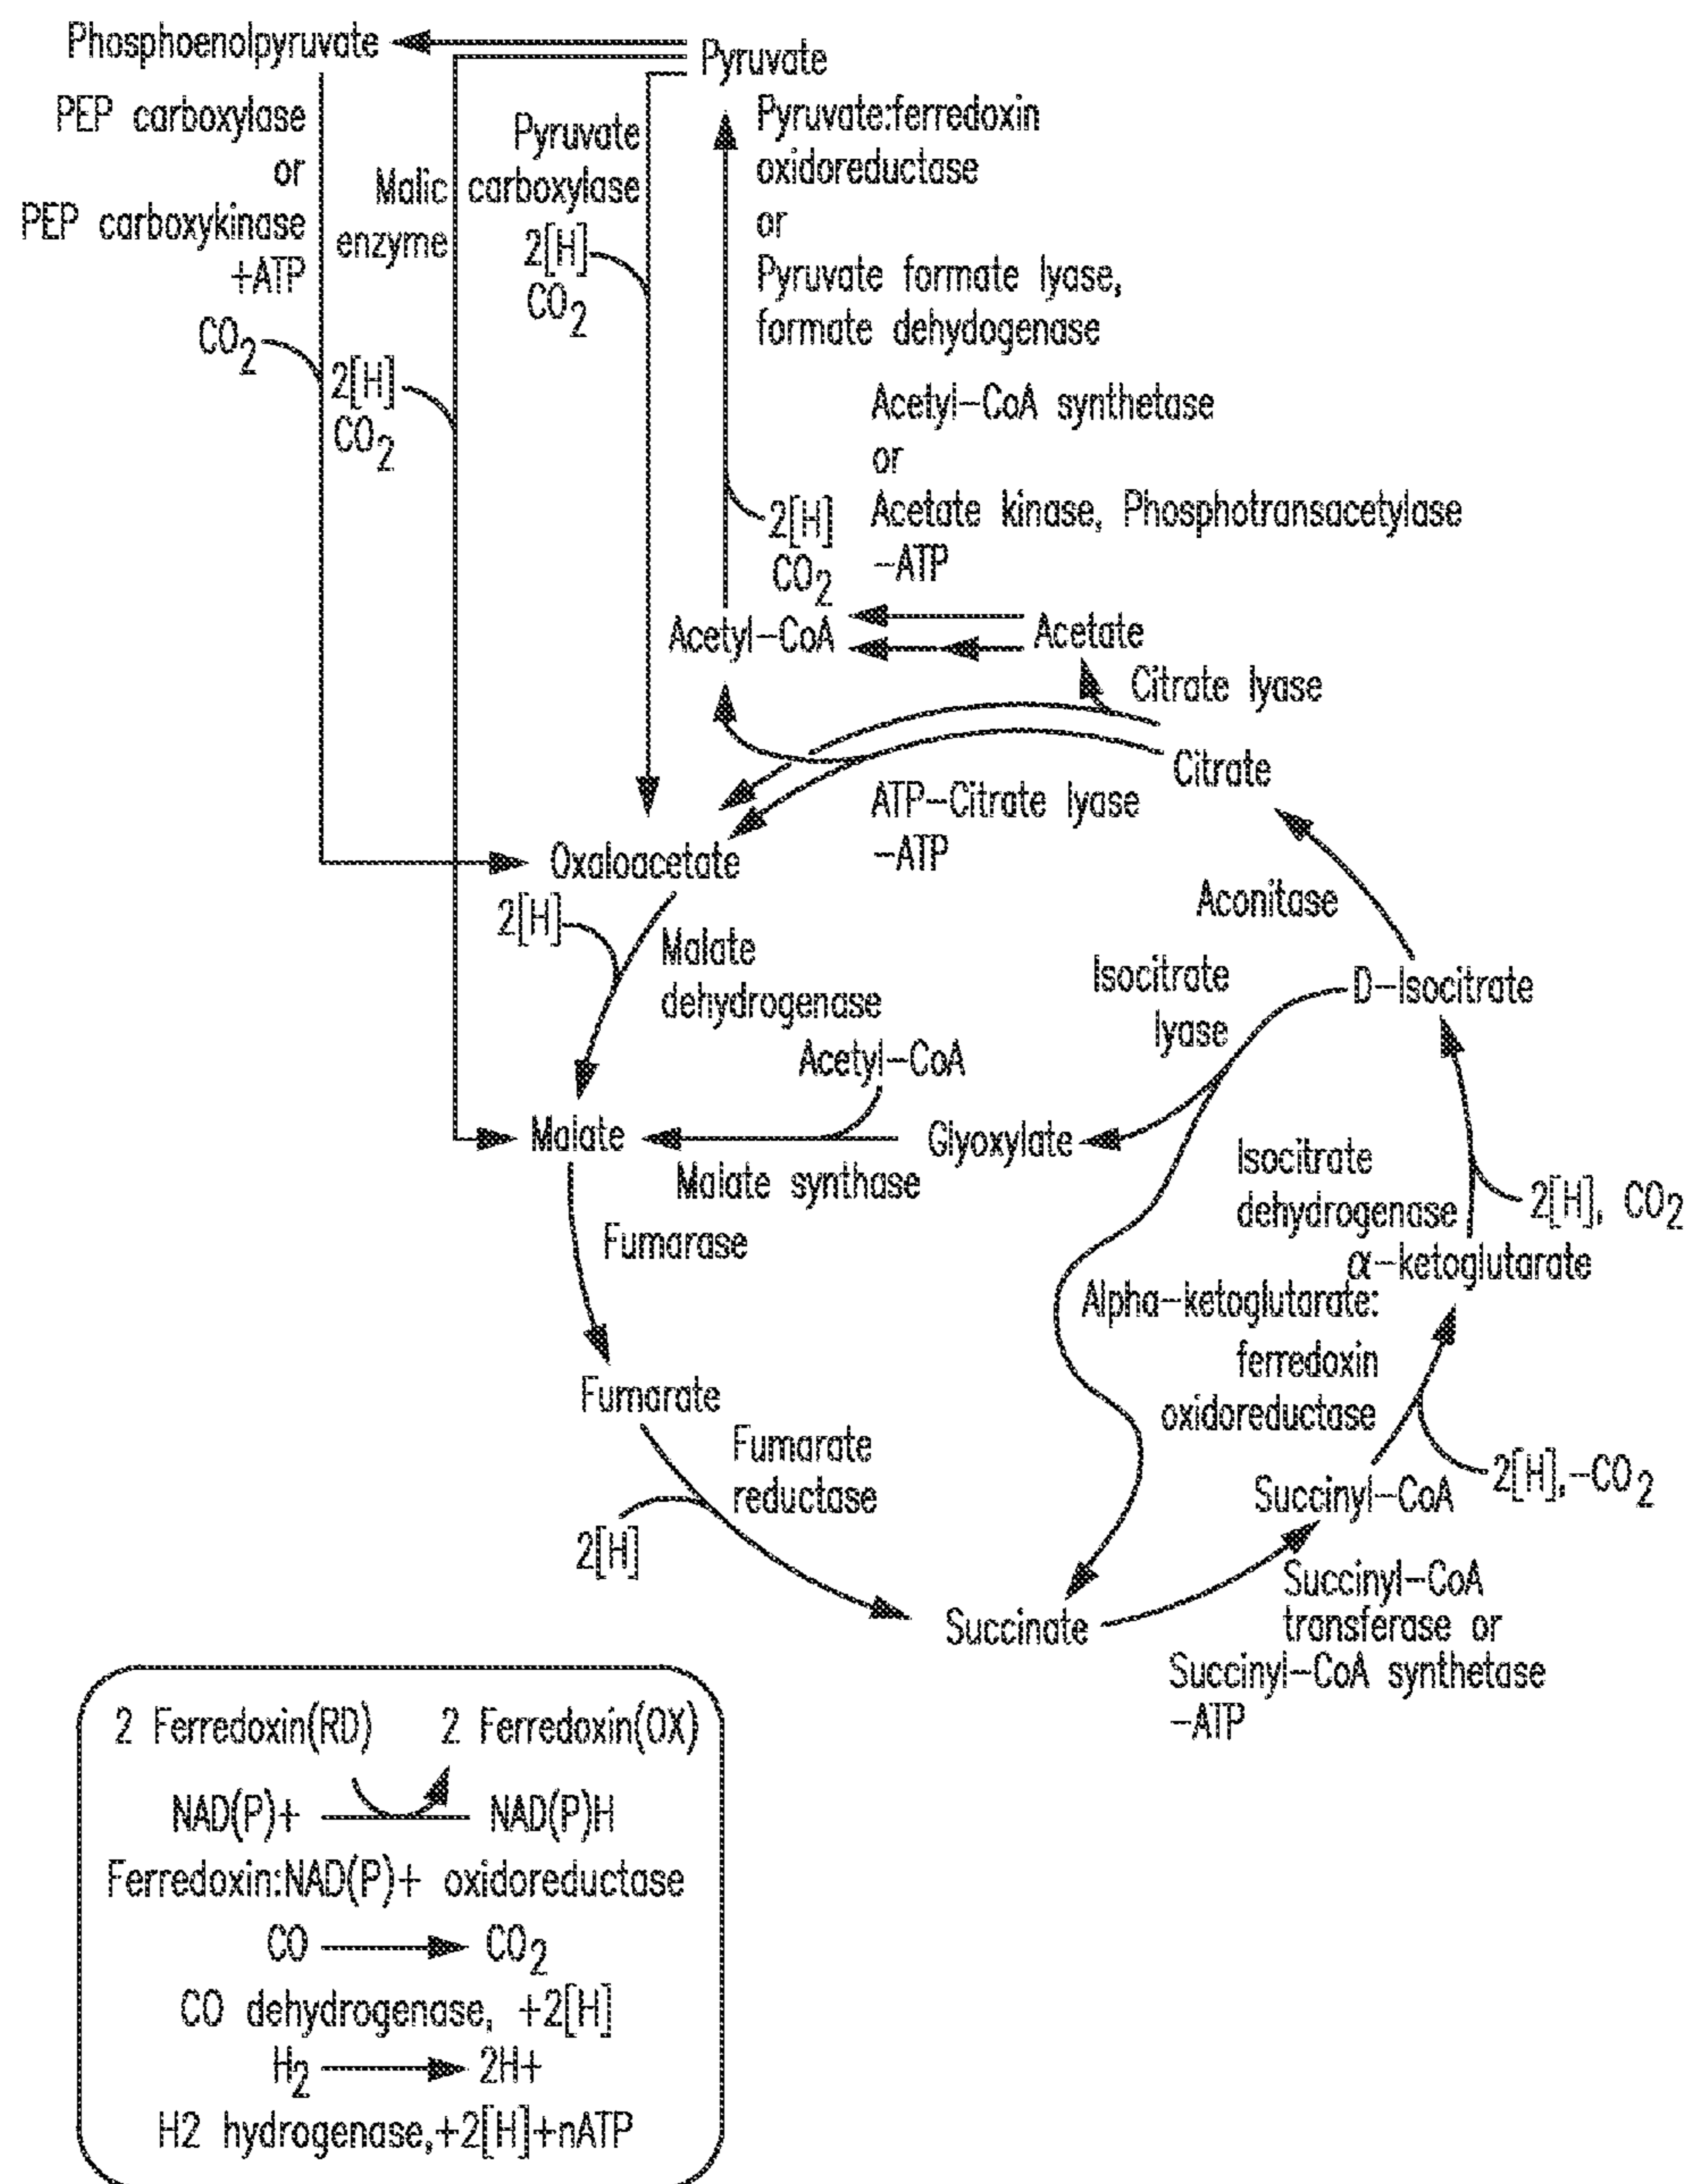 Phosphoenolpyruvate
Pyruvate
PEP carboxylase
or
PEP carboxykinase
+ATP
CO2
Malic
enzyme
2[H]
CO2
Pyruvate
carboxylase
2[H]
CO2
Pyruvate:ferredoxin
oxidoreductase
or
Pyruvate formate lyase,
formate dehydogenase
2[H]
CO2
Acetyl-CoA synthetase
or
Acetate kinase, Phosphotransacetylase
-ATP
Acetyl-CoA
Acetate
Citrate lyase
Citrate
ATP-Citrate lyase
-ATP
Oxaloacetate
2[H]
Malate
dehydrogenase
Aconitase
Isocitrate
lyase
D-Isocitrate
Acetyl-CoA
Malate
Glyoxylate
Malate synthase
Isocitrate
dehydrogenase
2[H], CO2
α-ketoglutarate
Fumarase
Alpha-ketoglutarate:
ferredoxin
oxidoreductase
Fumarate
Fumarate
reductase
2[H]
2[H],-CO2
Succinyl-CoA
Succinate
Succinyl-CoA
transferase or
Succinyl-CoA synthetase
-ATP
2 Ferredoxin(RD) 2 Ferredoxin(OX)
NAD(P)+ NAD(P)H
Ferredoxin:NAD(P)+ oxidoreductase
CO CO2
CO dehydrogenase, +2[H]
H2 2H+
H2 hydrogenase,+2[H]+nATP